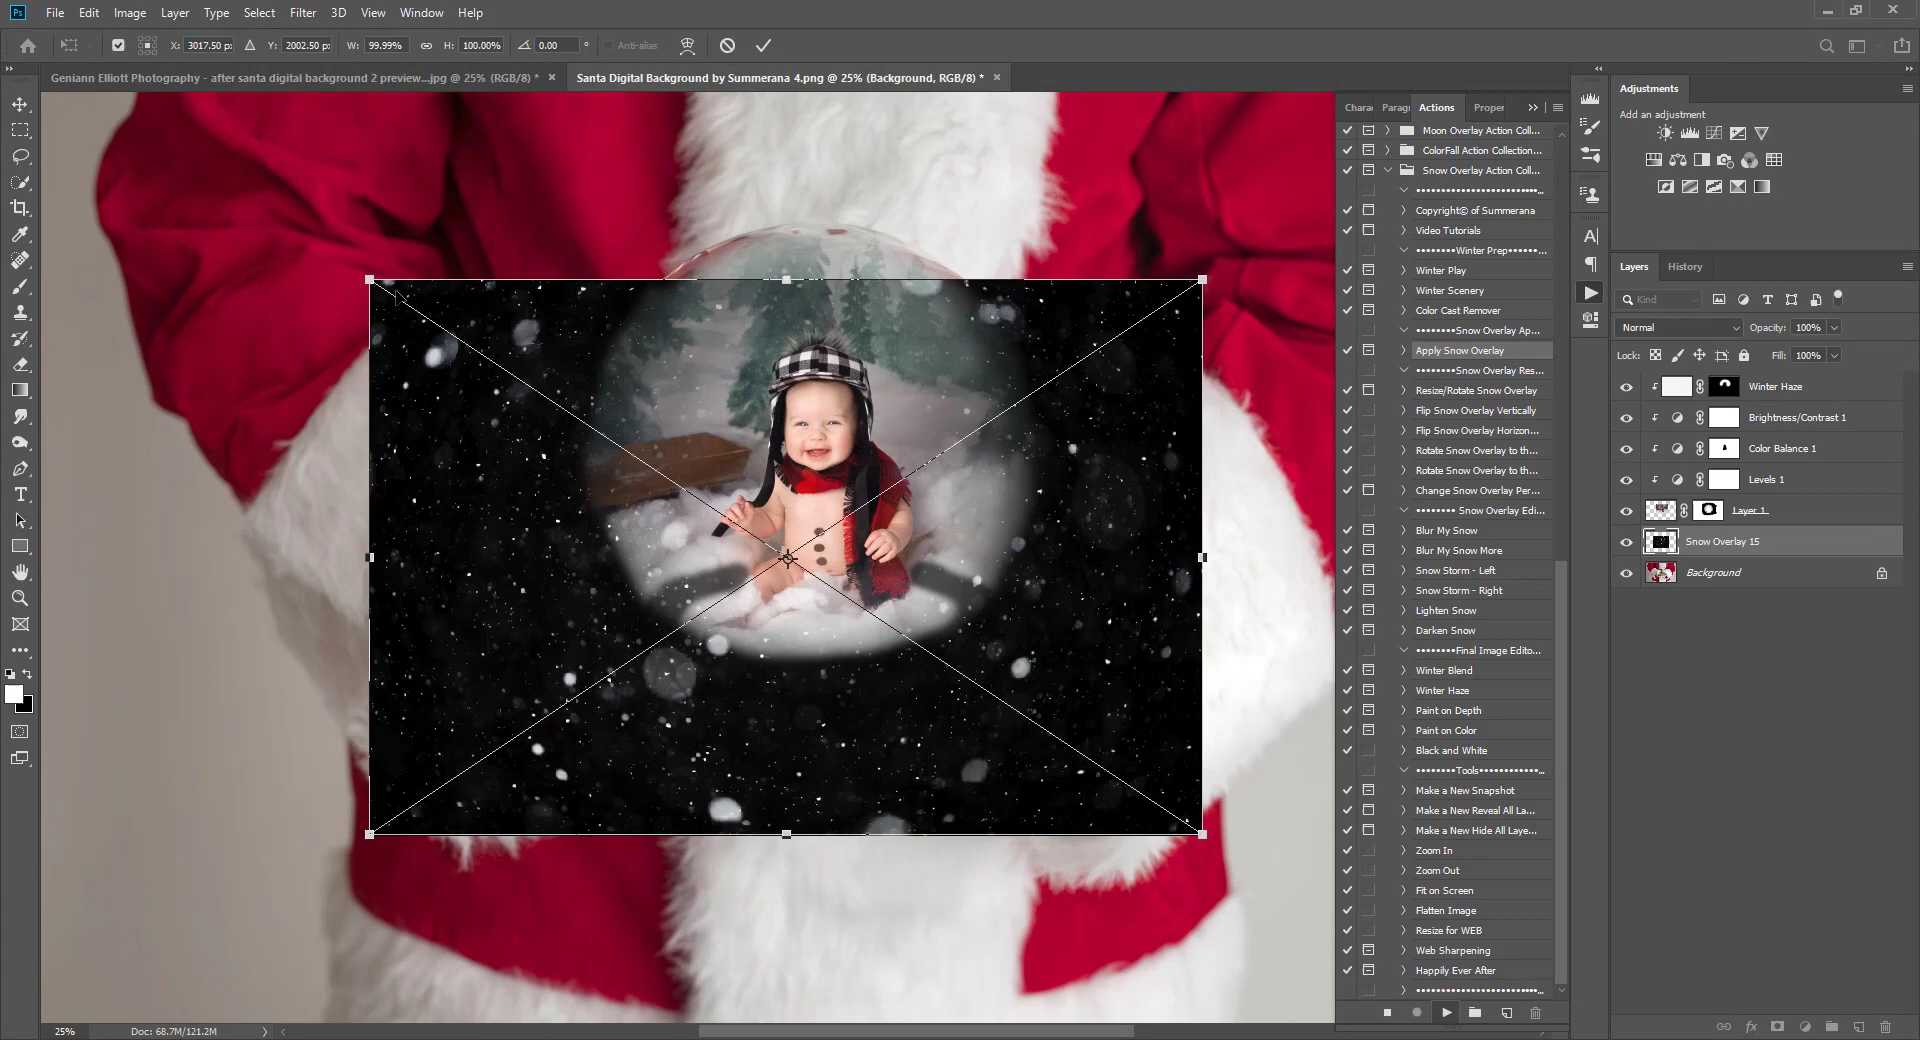 Ps File Edit Image Layer Type Select Filter 3D View Window Help
X: 3017.50 p: Y: 2002.50 p: W: 99.99% H: 100.00% 0.00 ° Anti-alias
Geniann Elliott Photography - after santa digital background 2 preview...jpg @ 25% (RGB/8) * ×
Santa Digital Background by Summerana 4.png @ 25% (Background, RGB/8) * ×
Charac Paragr Actions Proper
Moon Overlay Action Coll...
ColorFall Action Collection...
Snow Overlay Action Coll...
••••••••••••••••••••••••••...
Copyright© of Summerana
Video Tutorials
••••••••Winter Prep•••••••...
Winter Play
Winter Scenery
Color Cast Remover
••••••••Snow Overlay Ap...
Apply Snow Overlay
••••••••Snow Overlay Res...
Resize/Rotate Snow Overlay
Flip Snow Overlay Vertically
Flip Snow Overlay Horizon...
Rotate Snow Overlay to th...
Rotate Snow Overlay to th...
Change Snow Overlay Per...
•••••••• Snow Overlay Edi...
Blur My Snow
Blur My Snow More
Snow Storm - Left
Snow Storm - Right
Lighten Snow
Darken Snow
••••••••Final Image Edito...
Winter Blend
Winter Haze
Paint on Depth
Paint on Color
Black and White
••••••••Tools•••••••••••••...
Make a New Snapshot
Make a New Reveal All La...
Make a New Hide All Laye...
Zoom In
Zoom Out
Fit on Screen
Flatten Image
Resize for WEB
Web Sharpening
Happily Ever After
••••••••••••••••••••••••••...
Adjustments
Add an adjustment
Layers History
Kind
Normal Opacity: 100%
Lock: Fill: 100%
Winter Haze
Brightness/Contrast 1
Color Balance 1
Levels 1
Layer 1
Snow Overlay 15
Background
25% Doc: 68.7M/121.2M